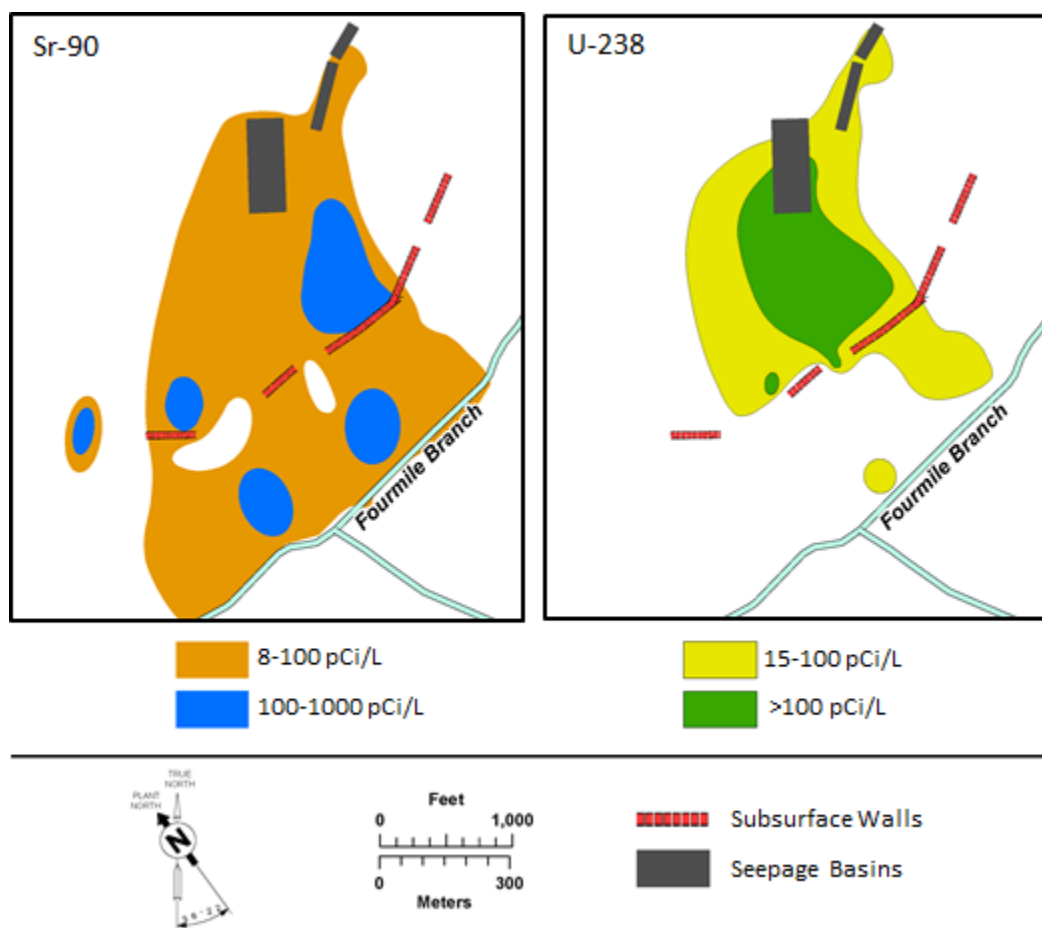 Sr-90
U-238
Fourmile Branch
Fourmile Branch
8-100 pCi/L
100-1000 pCi/L
15-100 pCi/L
>100 pCi/L
TRUE
NORTH
PLANT
NORTH
N
Feet
0 1,000
0 300
Meters
Subsurface Walls
Seepage Basins